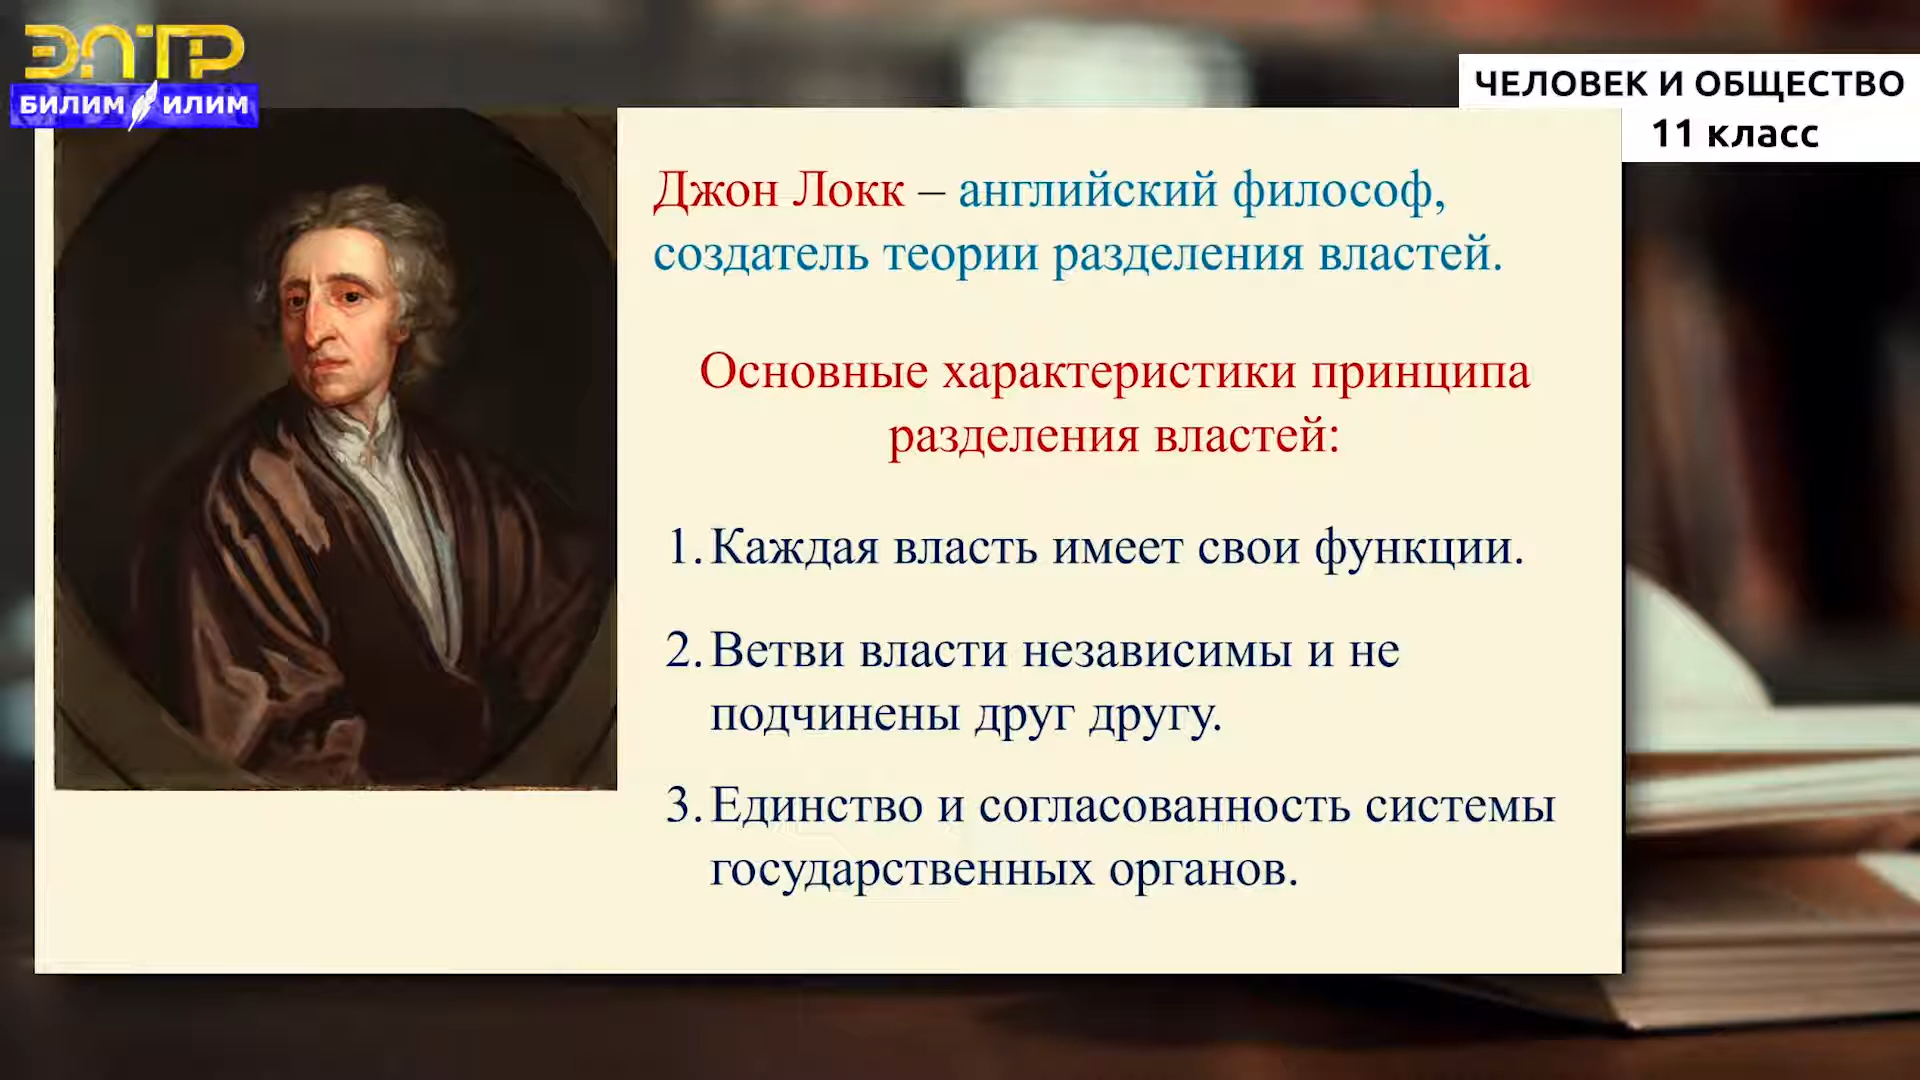 ЭЛТР
БИЛИМ ИЛИМ
ЧЕЛОВЕК И ОБЩЕСТВО
11 класс
Джон Локк – английский философ,
создатель теории разделения властей.
Основные характеристики принципа
разделения властей:
1. Каждая власть имеет свои функции.
2. Ветви власти независимы и не
подчинены друг другу.
3. Единство и согласованность системы
государственных органов.